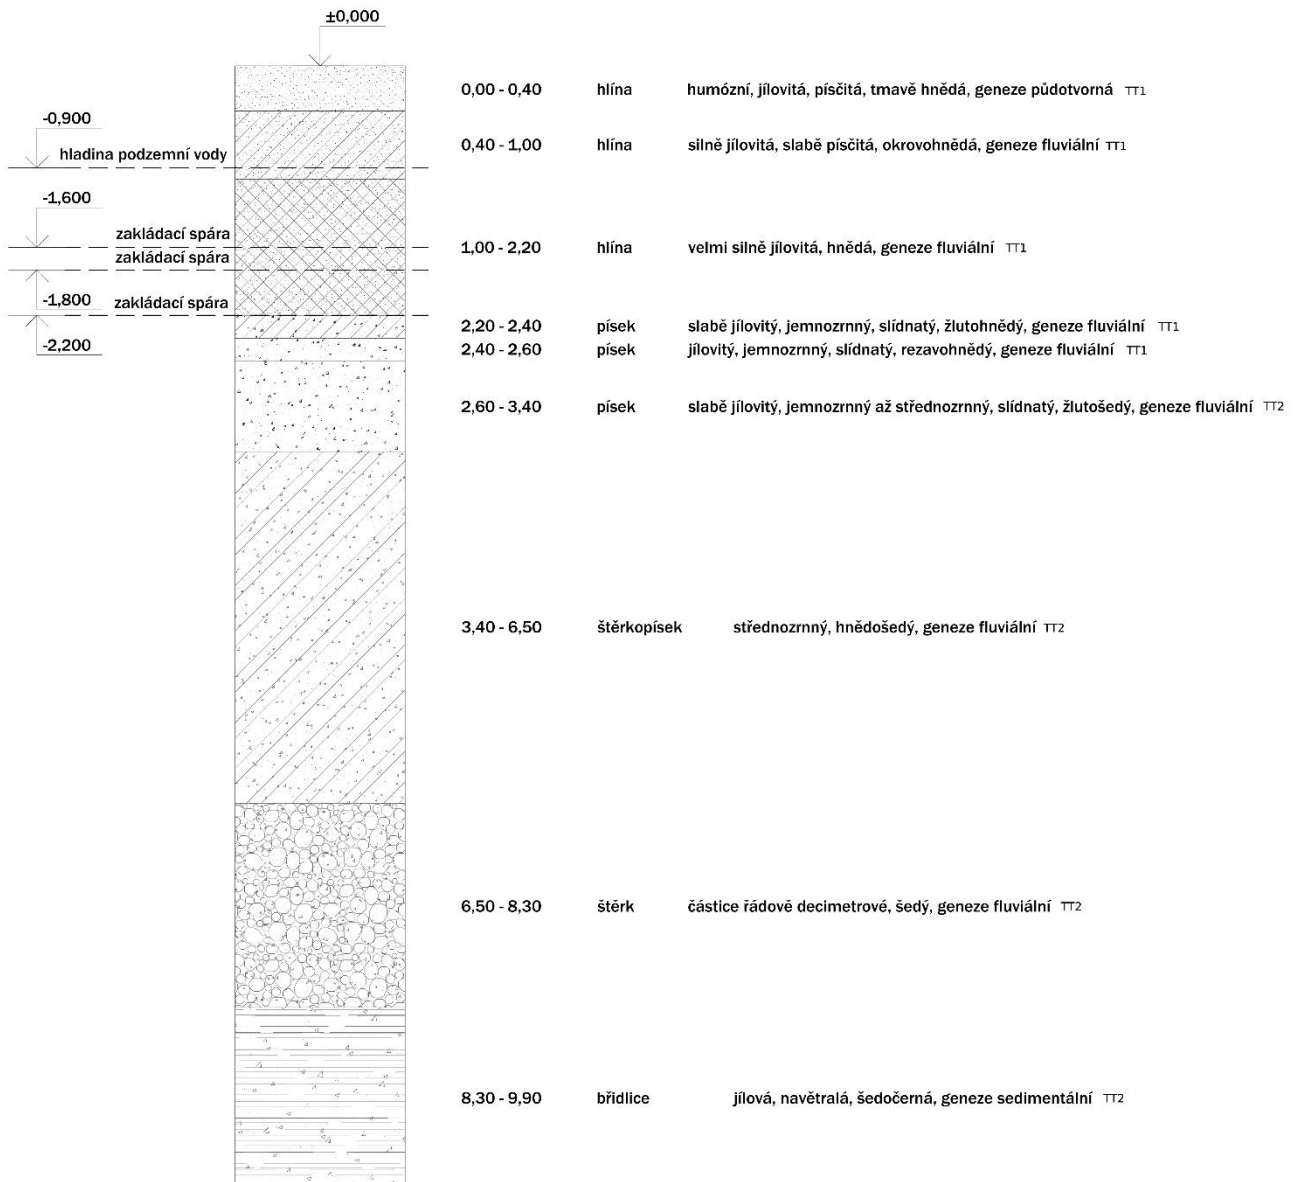 ±0,000
0,00 - 0,40 hlína humózní, jílovitá, písčitá, tmavě hnědá, geneze půdotvorná TT1
-0,900
0,40 - 1,00 hlína silně jílovitá, slabě písčitá, okrovohnědá, geneze fluviální TT1
hladina podzemní vody
-1,600
zakládací spára
1,00 - 2,20 hlína velmi silně jílovitá, hnědá, geneze fluviální TT1
zakládací spára
-1,800
zakládací spára
2,20 - 2,40 písek slabě jílovitý, jemnozrnný, slídnatý, žlutohnědý, geneze fluviální TT1
-2,200
2,40 - 2,60 písek jílovitý, jemnozrnný, slídnatý, rezavohnědý, geneze fluviální TT1
2,60 - 3,40 písek slabě jílovitý, jemnozrnný až střednozrnný, slídnatý, žlutošedý, geneze fluviální TT2
3,40 - 6,50 štěrkopísek střednozrnný, hnědošedý, geneze fluviální TT2
6,50 - 8,30 štěrk částice řádově decimetrové, šedý, geneze fluviální TT2
8,30 - 9,90 břidlice jílová, navětralá, šedočerná, geneze sedimentální TT2